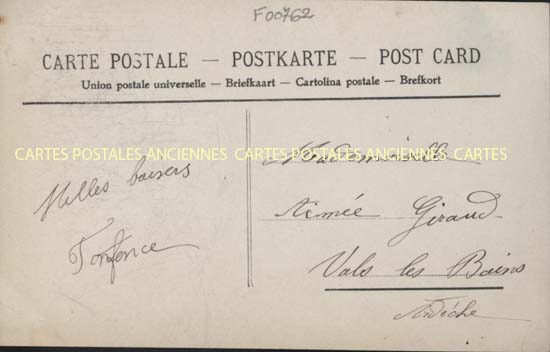 F00762
CARTE POSTALE — POSTKARTE — POST CARD
Union postale universelle — Briefkaart — Cartolina postale — Brefkort
CARTES POSTALES ANCIENNES CARTES POSTALES ANCIENNES CARTES
Milles baisers
Mademoiselle
Aimée Giraud
Vals les Bains
Ardèche